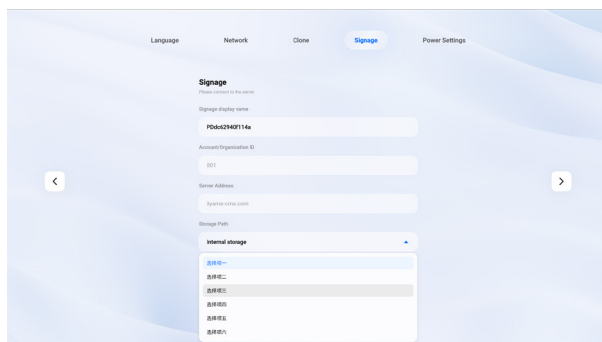 Language Network Clone Signage Power Settings
Signage
Please connect to the server
Signage display name
PDdc62940f114a
Account/Organization ID
001
Server Address
Storage Path
Internal storage
选择项一
选择项二
选择项三
选择项四
选择项五
选择项六